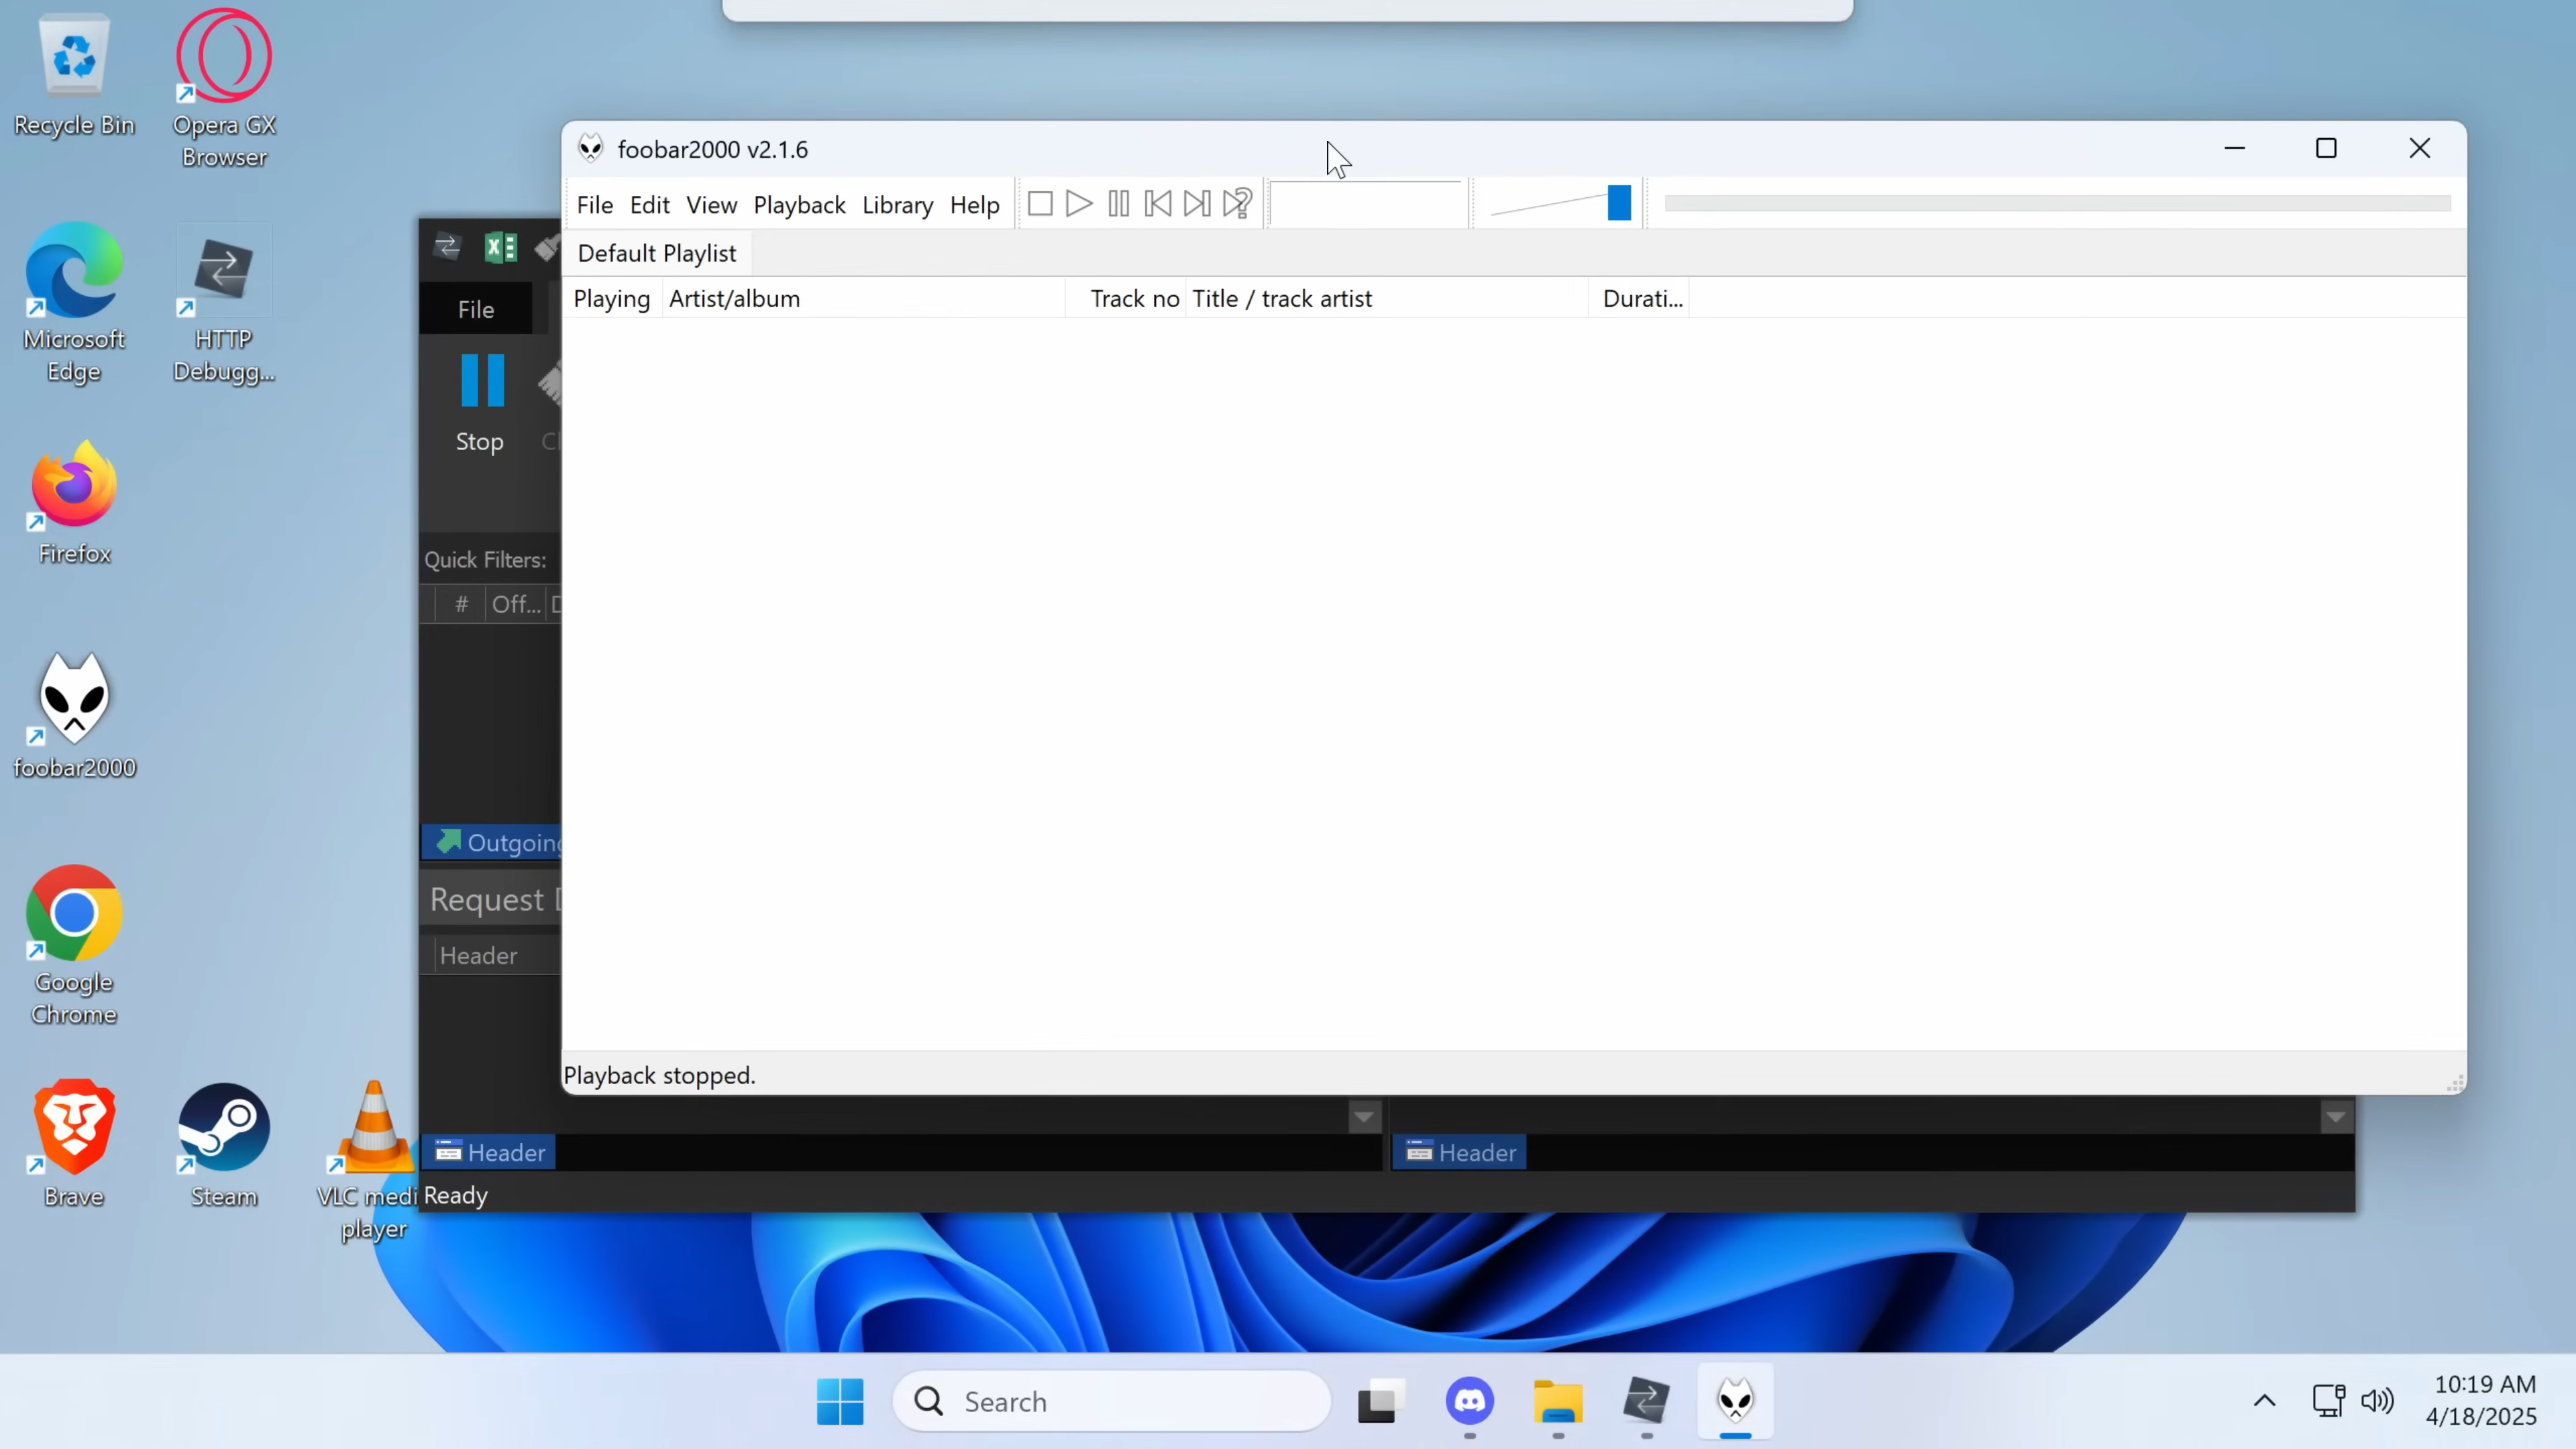 Recycle Bin
Opera GX
Browser
Microsoft
Edge
HTTP
Debugg...
Firefox
foobar2000
Google
Chrome
Brave
Steam
VLC medi
player
foobar2000 v2.1.6
File Edit View Playback Library Help
Default Playlist
Playing Artist/album Track no Title / track artist Durati...
Playback stopped.
File
Stop
Quick Filters:
# Off...
Outgoing
Request
Header
Header Header
Ready
Search
10:19 AM
4/18/2025